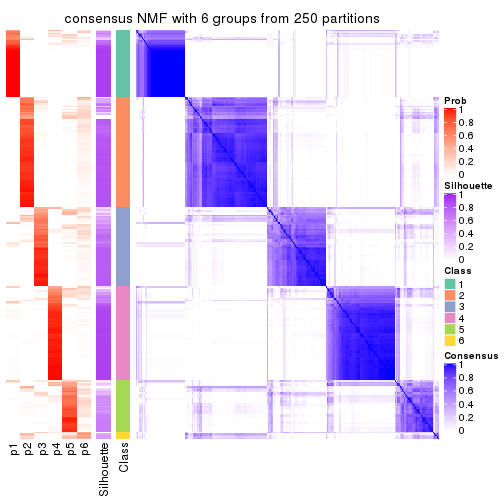 consensus NMF with 6 groups from 250 partitions
Prob
1
0.8
0.6
0.4
0.2
0
Silhouette
1
0.8
0.6
0.4
0.2
0
Class
1
2
3
4
5
6
Consensus
1
0.8
0.6
0.4
0.2
0
p1
p2
p3
p4
p5
p6
Silhouette
Class